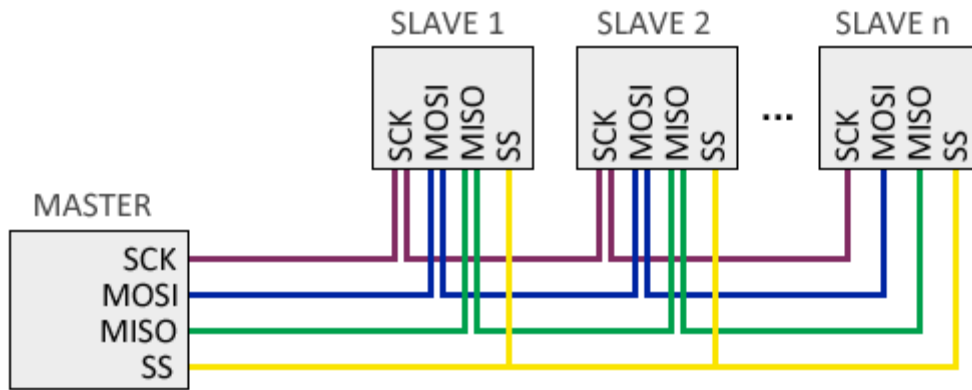 SLAVE 1
SLAVE 2
SLAVE n
SCK
MOSI
MISO
SS
SCK
MOSI
MISO
SS
...
SCK
MOSI
MISO
SS
MASTER
SCK
MOSI
MISO
SS